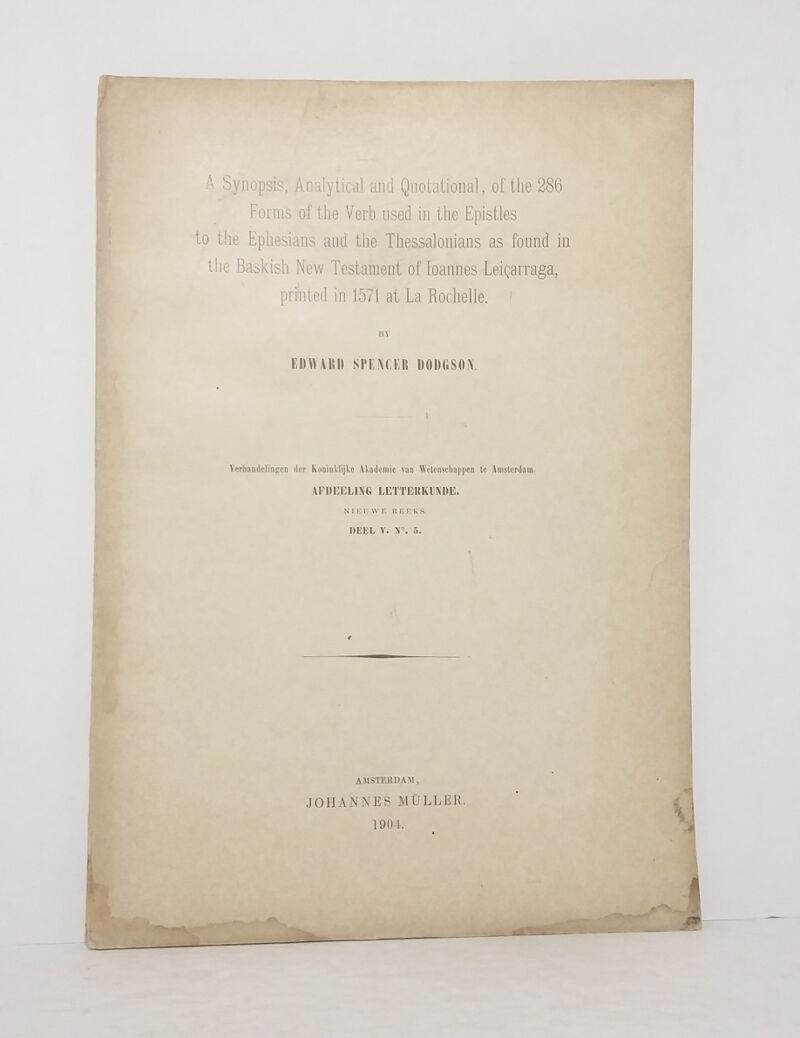 A Synopsis, Analytical and Quotational, of the 286
Forms of the Verb used in the Epistles
to the Ephesians and the Thessalonians as found in
the Baskish New Testament of Ioannes Leiçarraga,
printed in 1571 at La Rochelle.
BY
EDWARD SPENCER DODGSON.
Verhandelingen der Koninklijke Akademie van Wetenschappen te Amsterdam.
AFDEELING LETTERKUNDE.
NIEUWE REEKS.
DEEL V. N°. 5.
AMSTERDAM,
JOHANNES MÜLLER.
1904.